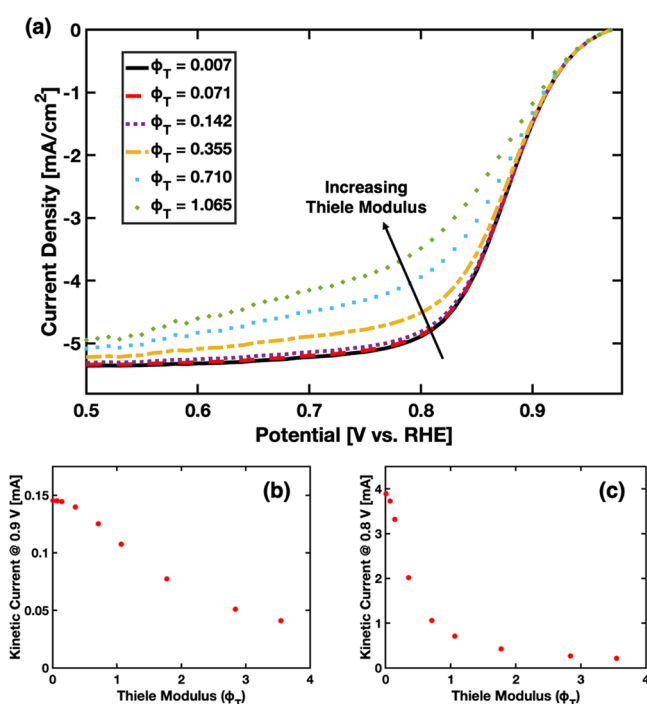 (a)
0
-1
-2
-3
-4
-5
Current Density [mA/cm²]
ϕT = 0.007
ϕT = 0.071
ϕT = 0.142
ϕT = 0.355
ϕT = 0.710
ϕT = 1.065
Increasing
Thiele Modulus
0.5 0.6 0.7 0.8 0.9
Potential [V vs. RHE]
(b)
Kinetic Current @ 0.9 V [mA]
0.15
0.1
0.05
0
0 1 2 3 4
Thiele Modulus (ϕT)
(c)
Kinetic Current @ 0.8 V [mA]
4
3
2
1
0
0 1 2 3 4
Thiele Modulus (ϕT)